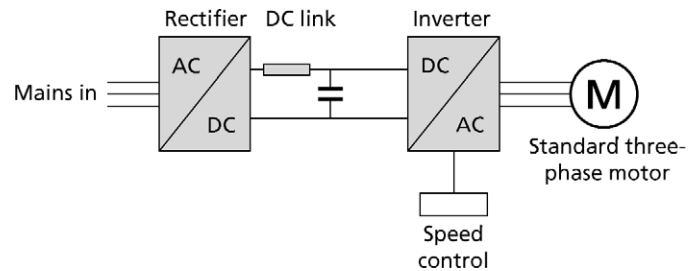 Rectifier DC link Inverter
AC
DC
Mains in
DC
AC
M
Standard three-
phase motor
Speed
control